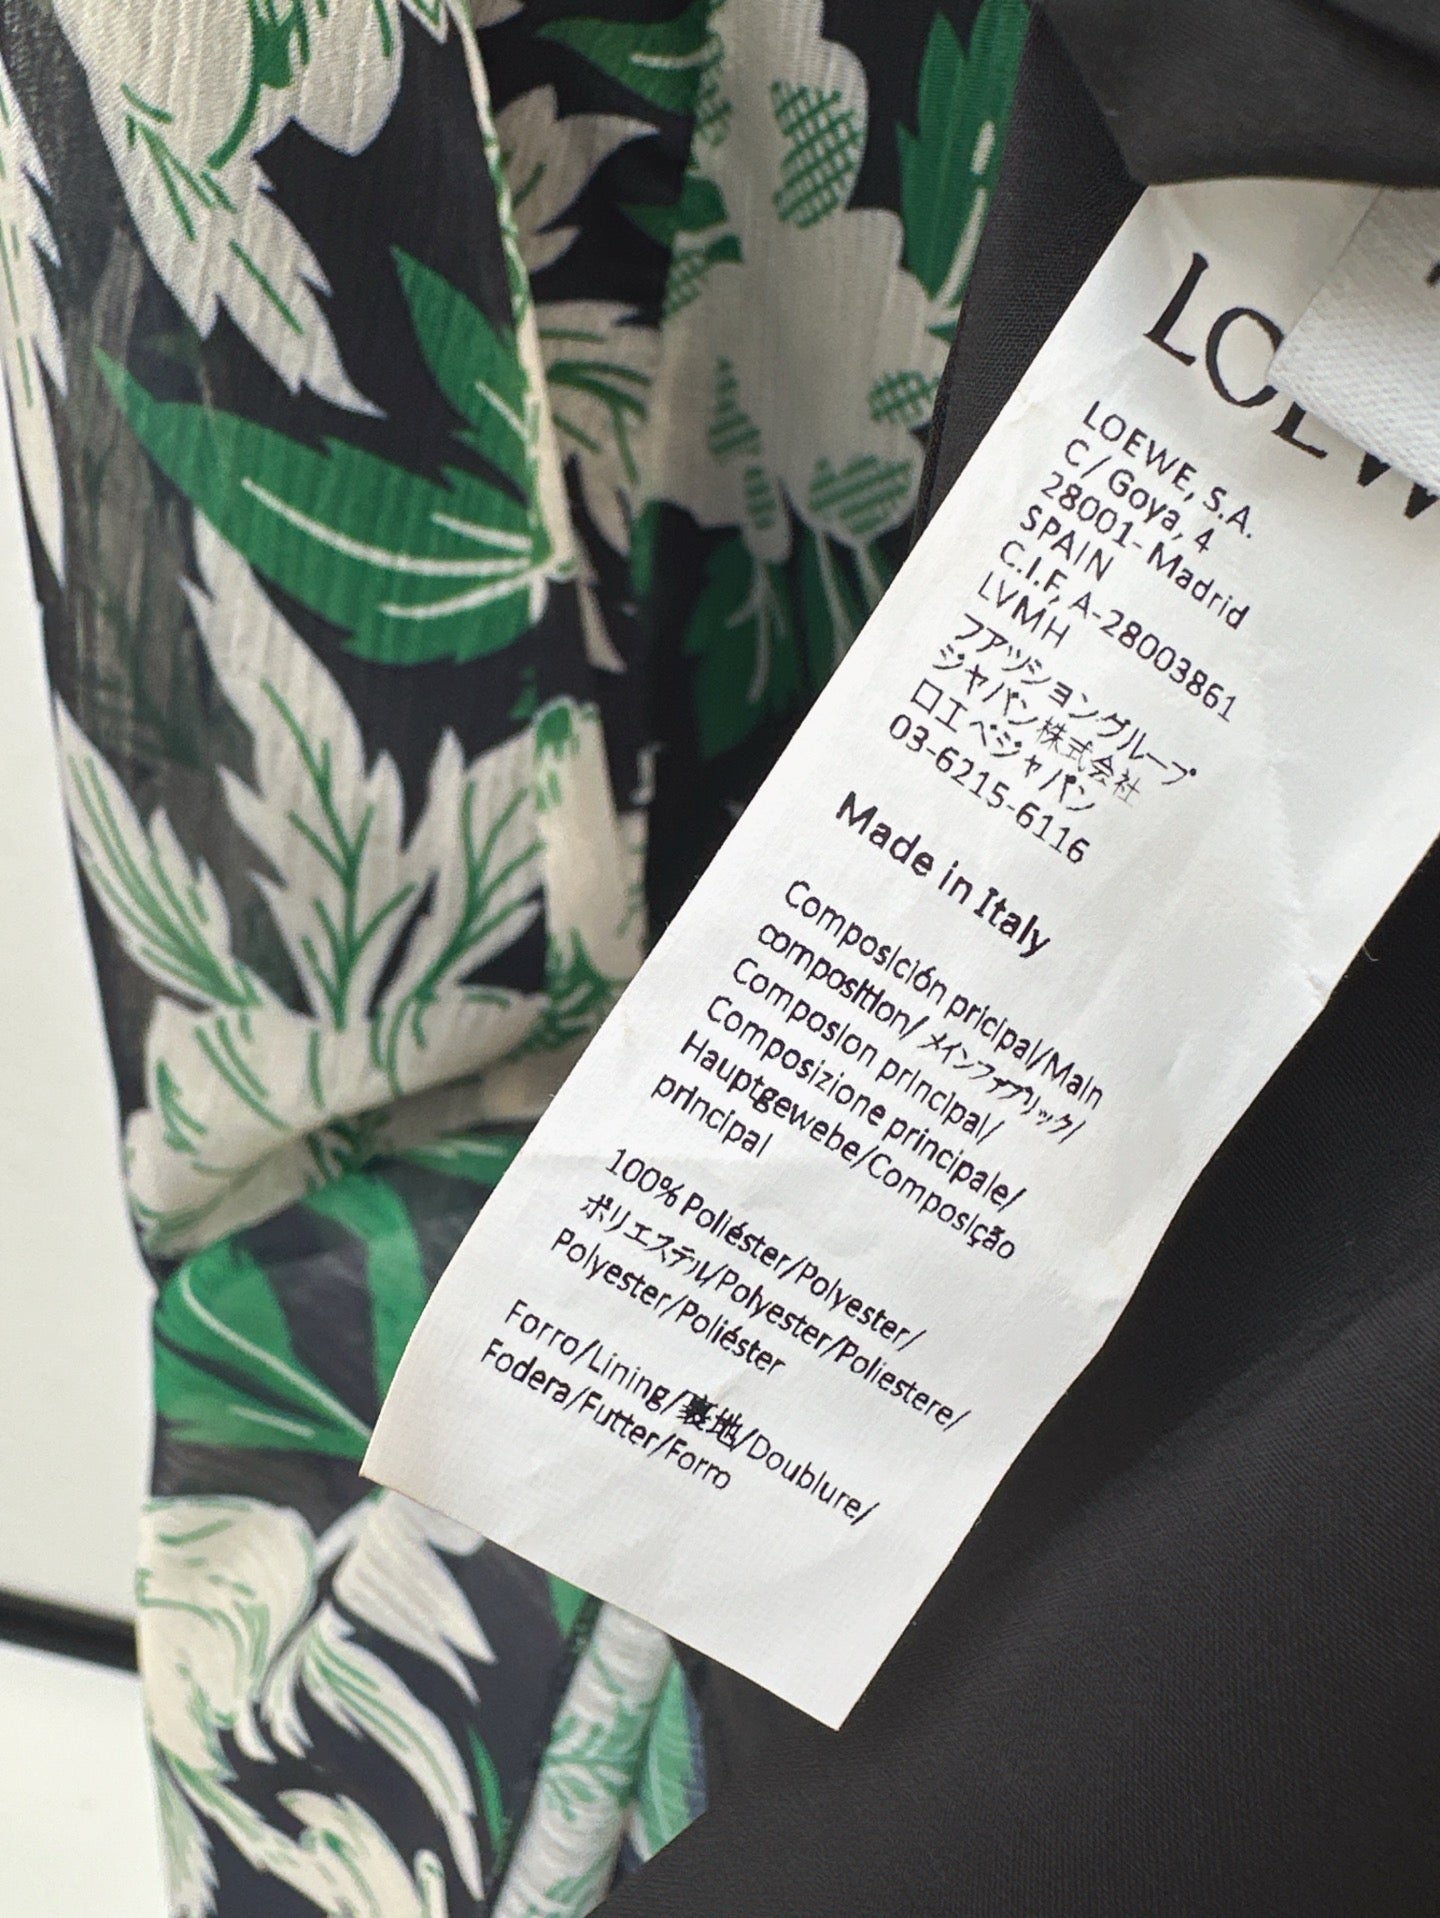 LOEW
LOEWE, S.A.
C/ Goya, 4
28001- Madrid
SPAIN
C.I.F, A-28003861
LVMH
フアッションングループ
ジャパン株式会社
ロエベジャパン
03-6215-6116
Made in Italy
Composición pricipal/Main
composition/メインファブリック/
Composion principal/
Composizione principale/
Hauptgewebe/Composição
principal
100% Poliéster/Polyester/
ポリエステル/Polyester/Poliestere/
Polyester/Poliéster
Forro/Lining/裏地/Doublure/
Fodera/Futter/Forro